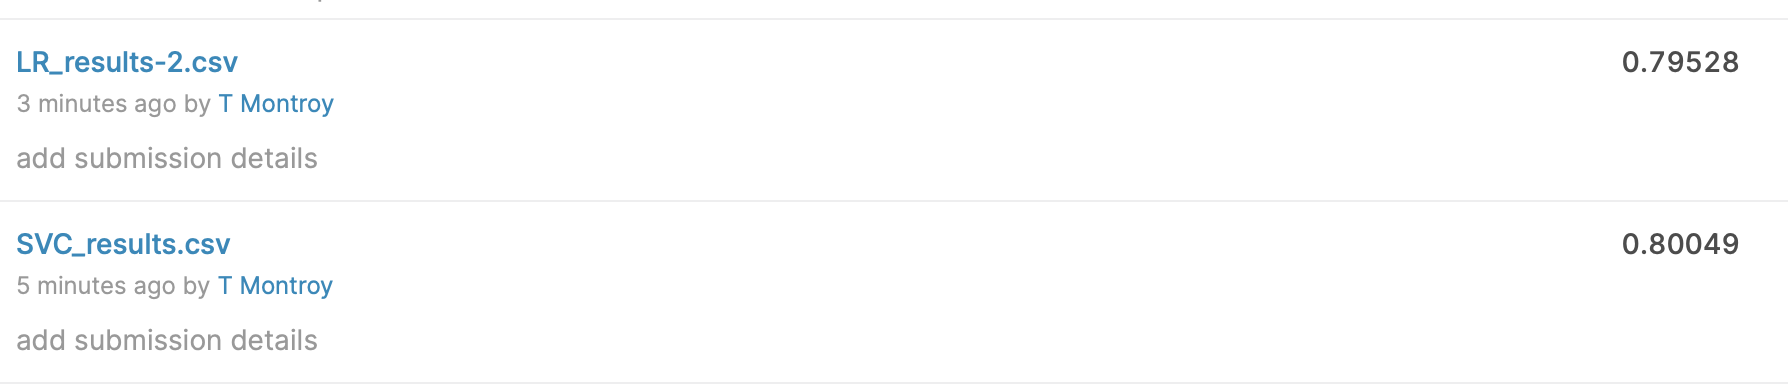 LR_results-2.csv
0.79528
3 minutes ago by T Montroy
add submission details
SVC_results.csv
0.80049
5 minutes ago by T Montroy
add submission details